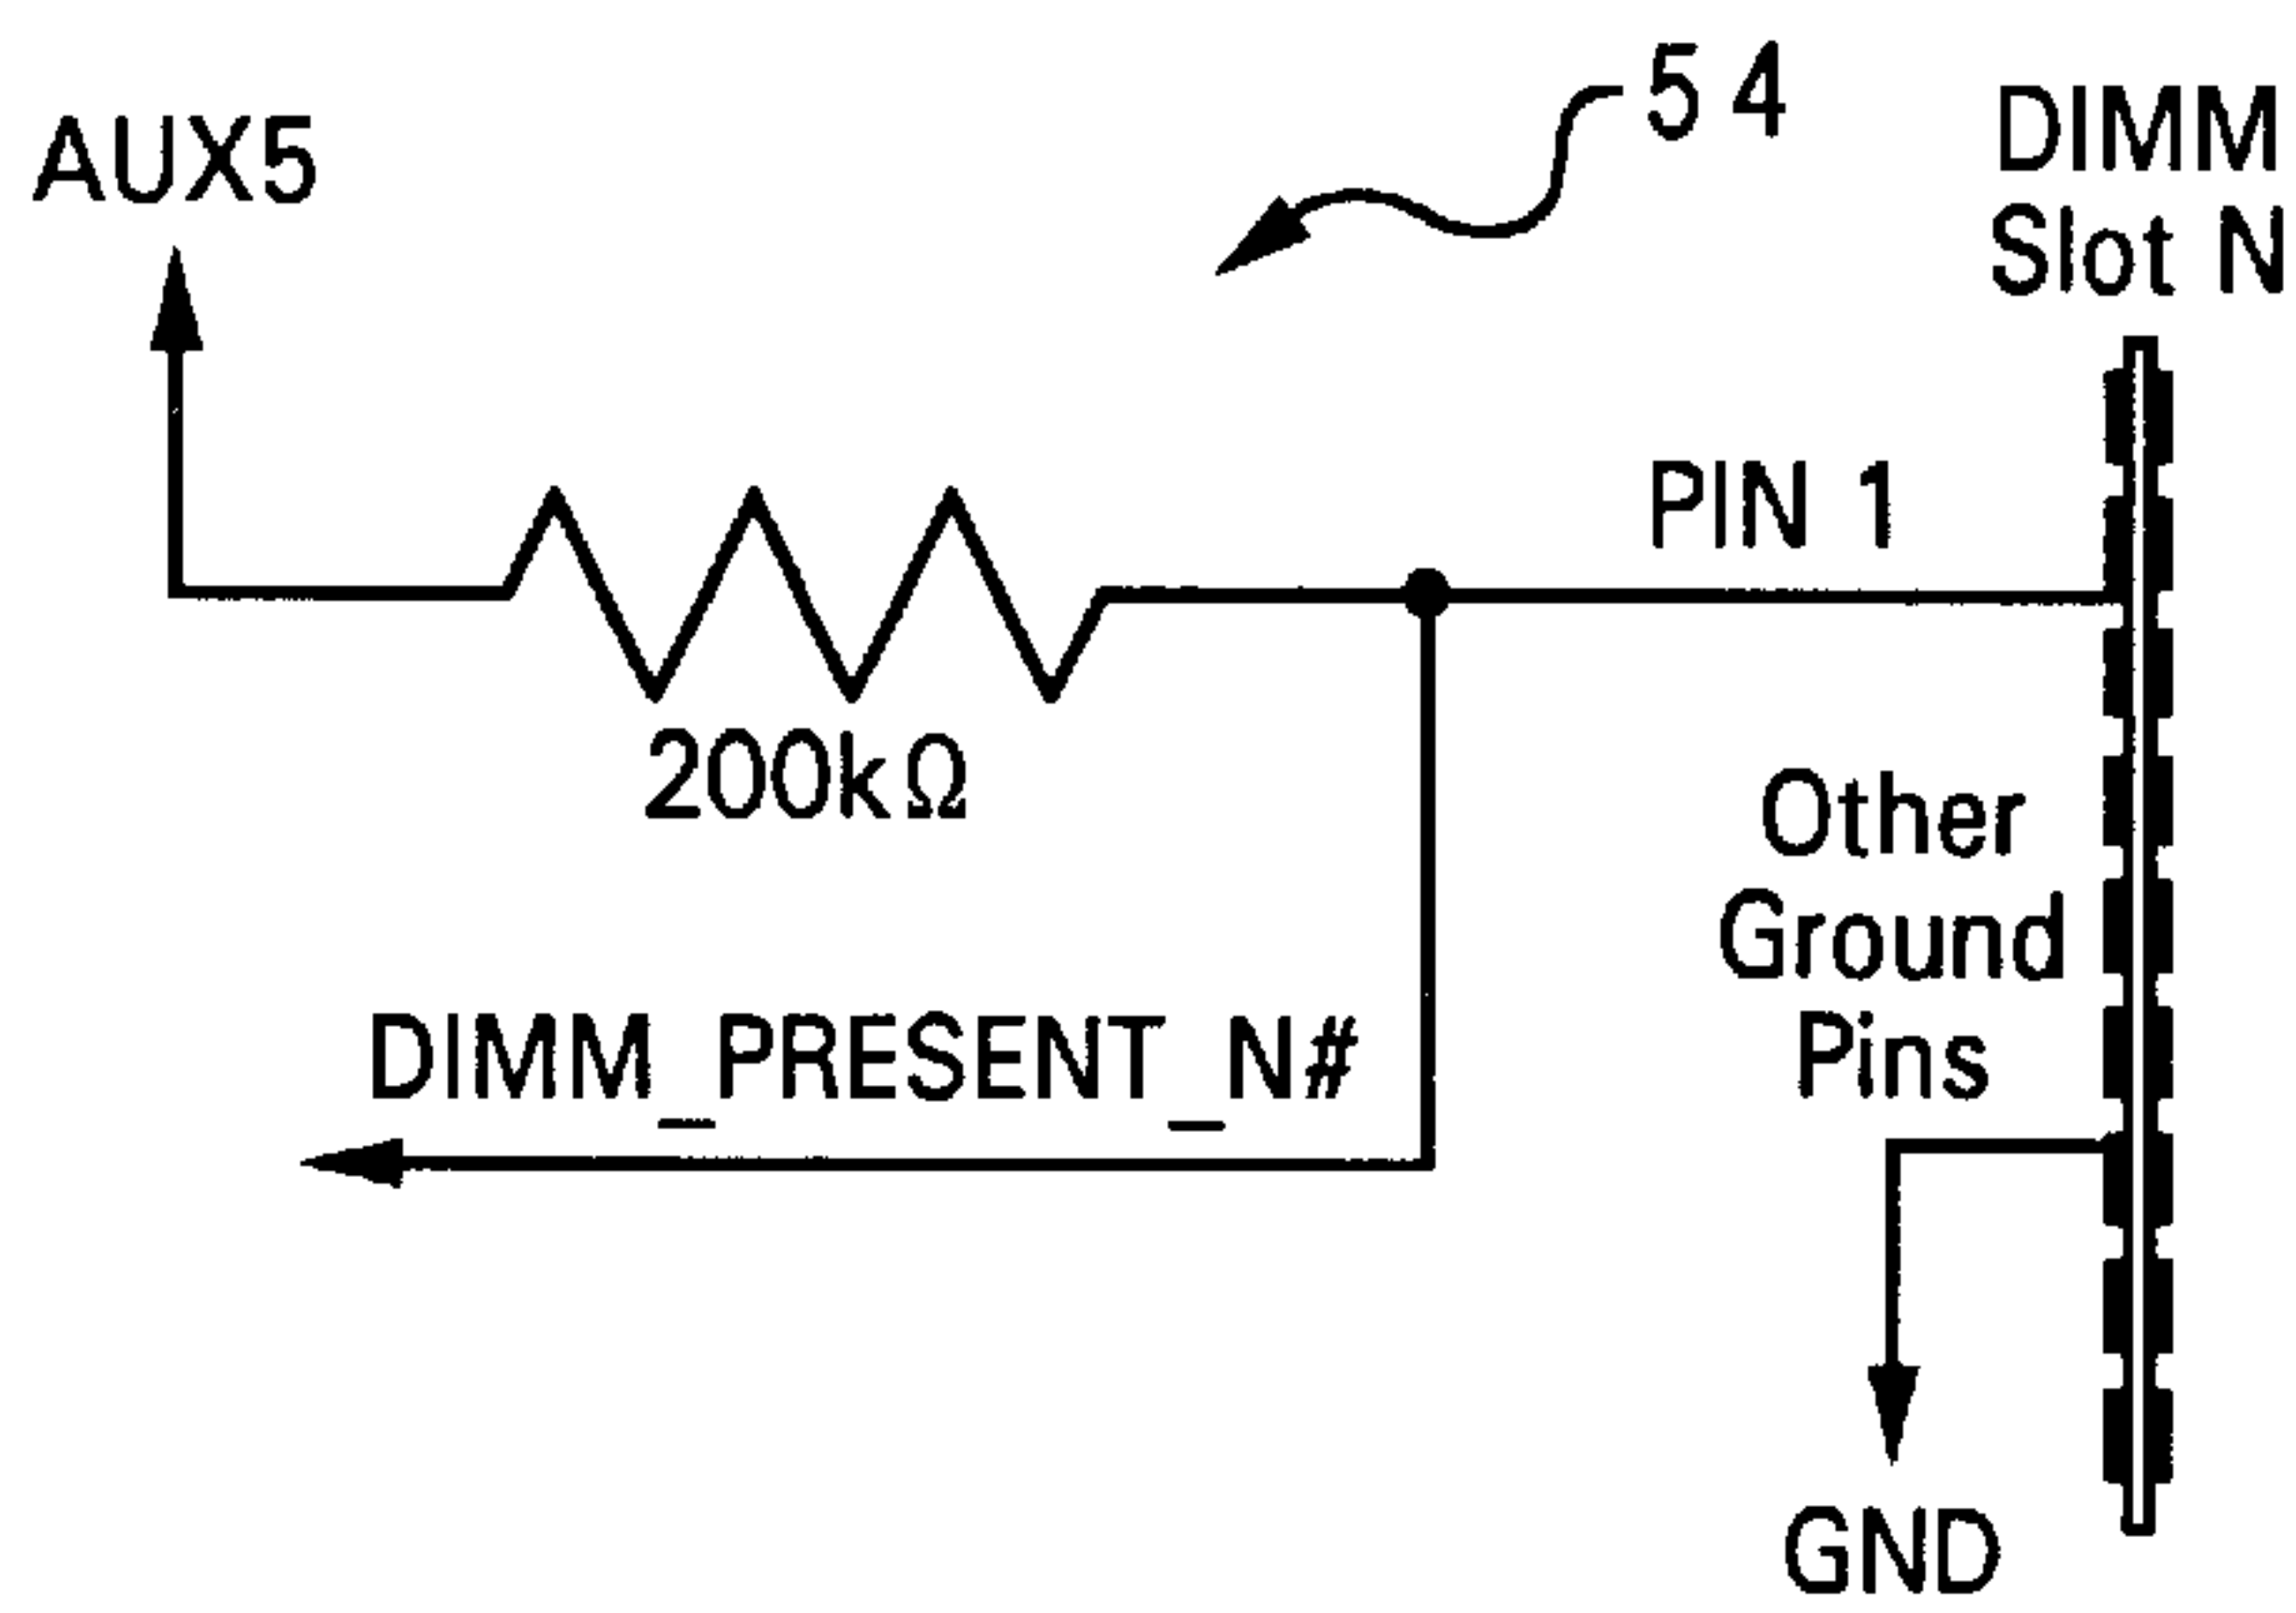 54
DIMM
Slot N
AUX5
PIN 1
200kΩ
Other
Ground
Pins
DIMM_PRESENT_N#
GND